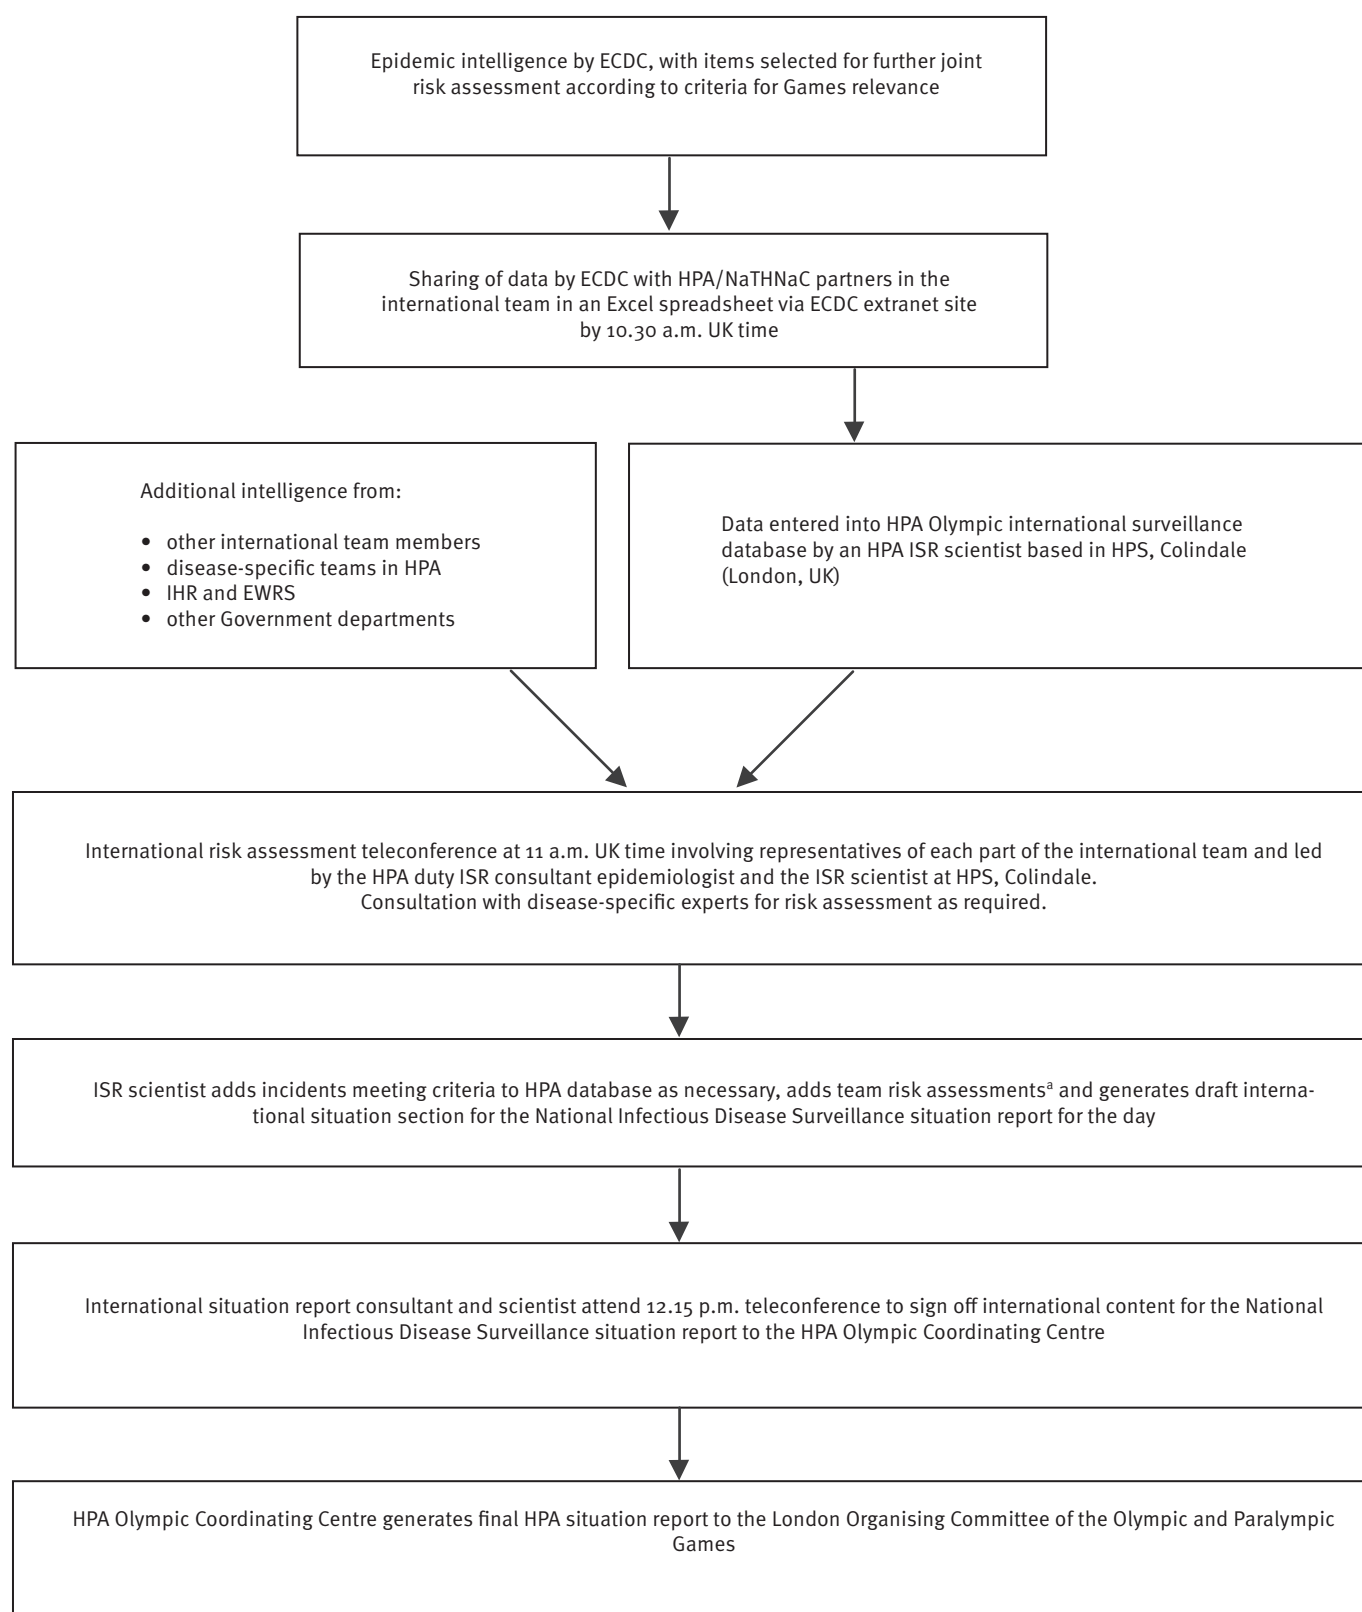 Epidemic intelligence by ECDC, with items selected for further joint
risk assessment according to criteria for Games relevance
Sharing of data by ECDC with HPA/NaTHNaC partners in the
international team in an Excel spreadsheet via ECDC extranet site
by 10.30 a.m. UK time
Additional intelligence from:
• other international team members
• disease-specific teams in HPA
• IHR and EWRS
• other Government departments
Data entered into HPA Olympic international surveillance
database by an HPA ISR scientist based in HPS, Colindale
(London, UK)
International risk assessment teleconference at 11 a.m. UK time involving representatives of each part of the international team and led
by the HPA duty ISR consultant epidemiologist and the ISR scientist at HPS, Colindale.
Consultation with disease-specific experts for risk assessment as required.
ISR scientist adds incidents meeting criteria to HPA database as necessary, adds team risk assessmentsᵃ and generates draft interna-
tional situation section for the National Infectious Disease Surveillance situation report for the day
International situation report consultant and scientist attend 12.15 p.m. teleconference to sign off international content for the National
Infectious Disease Surveillance situation report to the HPA Olympic Coordinating Centre
HPA Olympic Coordinating Centre generates final HPA situation report to the London Organising Committee of the Olympic and Paralympic
Games